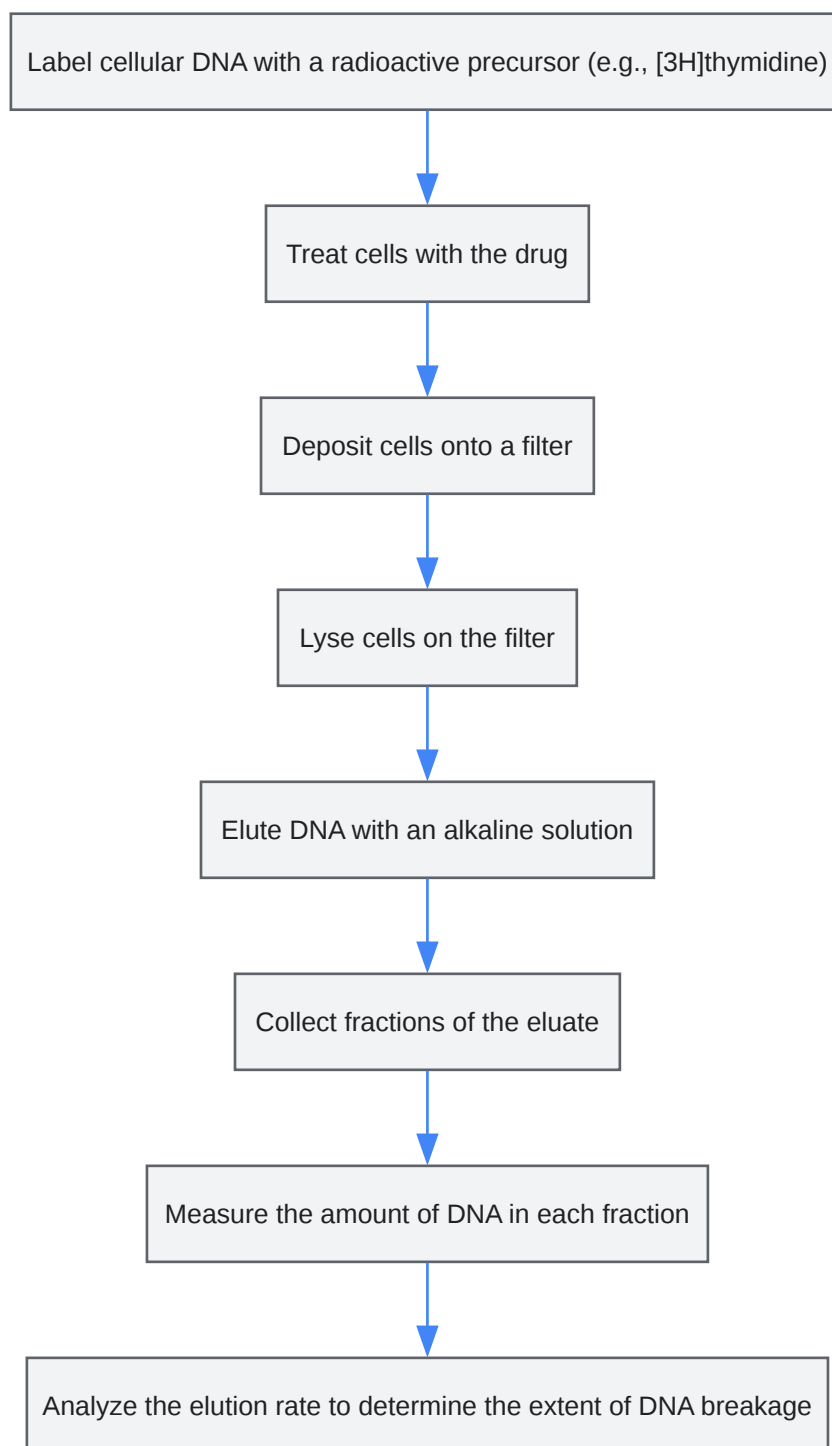 Label cellular DNA with a radioactive precursor (e.g., [3H]thymidine)
Treat cells with the drug
Deposit cells onto a filter
Lyse cells on the filter
Elute DNA with an alkaline solution
Collect fractions of the eluate
Measure the amount of DNA in each fraction
Analyze the elution rate to determine the extent of DNA breakage